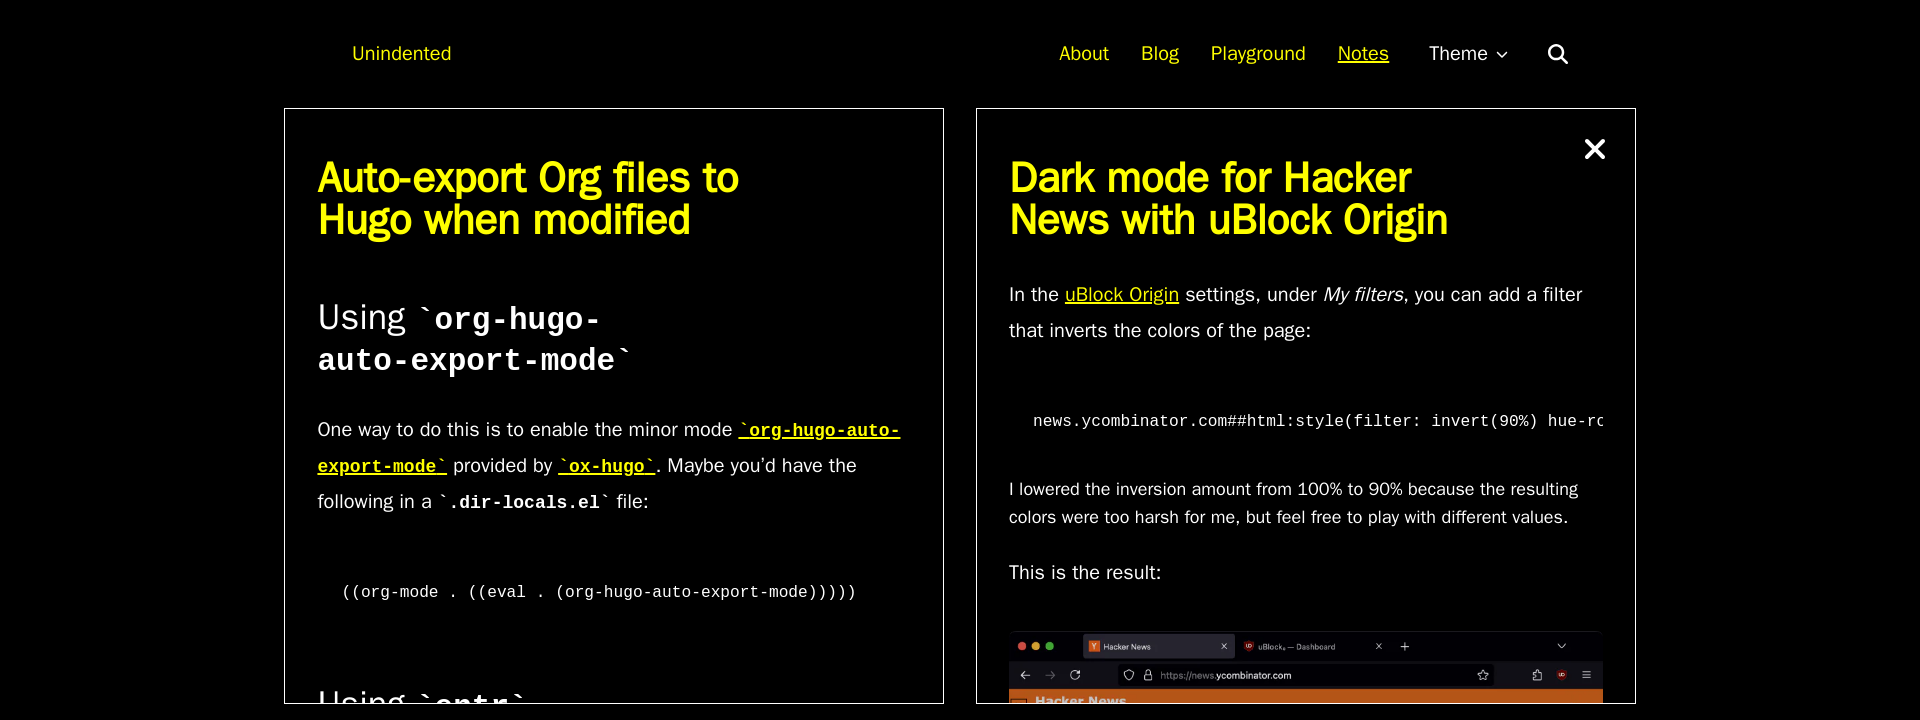 Unindented
About Blog Playground Notes Theme
Auto-export Org files to
Hugo when modified
Using `org-hugo-
auto-export-mode`
One way to do this is to enable the minor mode `org-hugo-auto-
export-mode` provided by `ox-hugo`. Maybe you’d have the
following in a `.dir-locals.el` file:
((org-mode . ((eval . (org-hugo-auto-export-mode)))))
Using `entr`
Dark mode for Hacker
News with uBlock Origin
In the uBlock Origin settings, under My filters, you can add a filter
that inverts the colors of the page:
news.ycombinator.com##html:style(filter: invert(90%) hue-ro
I lowered the inversion amount from 100% to 90% because the resulting
colors were too harsh for me, but feel free to play with different values.
This is the result:
Hacker News uBlock₀ — Dashboard
https://news.ycombinator.com
Hacker News